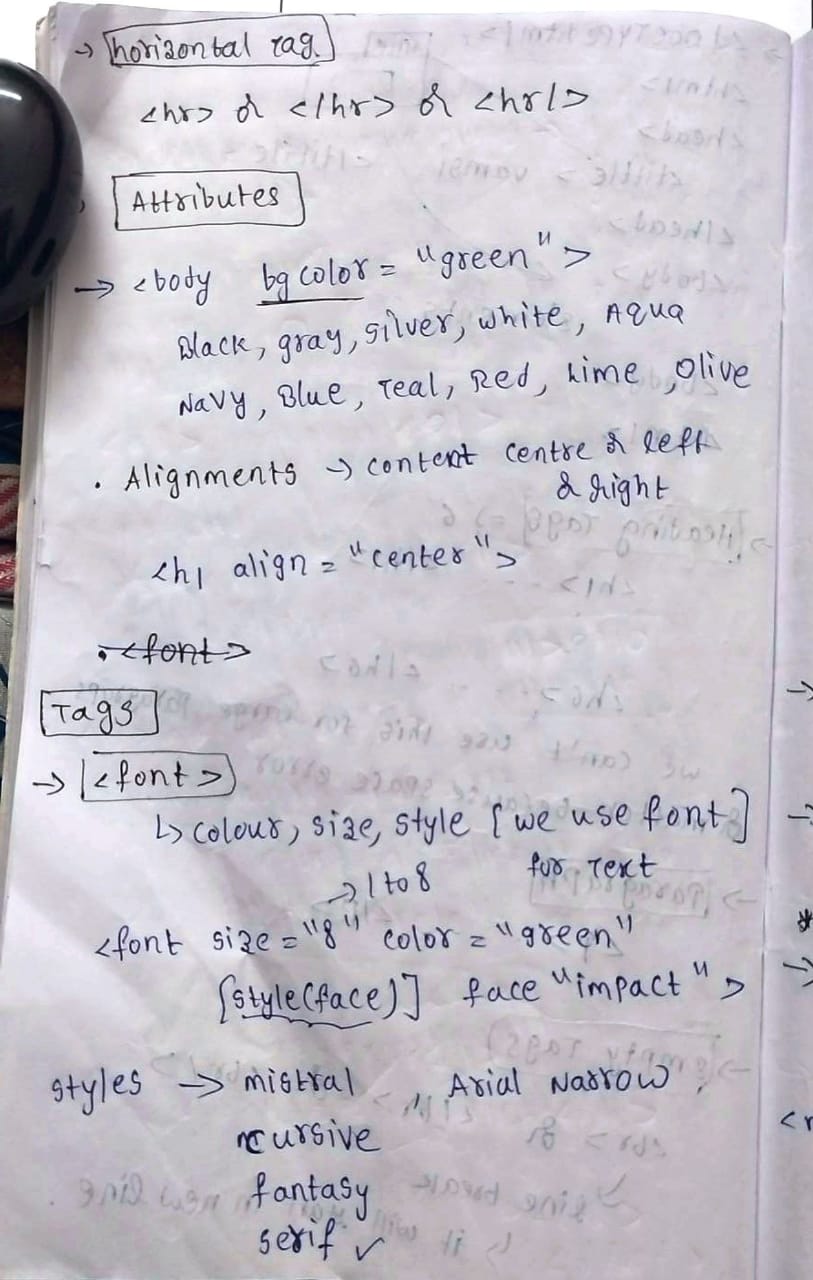 → horizontal tag
<hr> or </hr> or <hr/>
Attributes
→ <body bgcolor = "green">
Black, gray, silver, white, Aqua
Navy, Blue, Teal, Red, Lime, Olive
. Alignments → content centre or left
& right
<h1 align = "center">
. <font>
Tags
→ <font>
↳ colour, size, style [we use font]
for Text
→ 1 to 8
<font size = "8" color = "green"
[style(face)] face "impact">
styles → mistral Arial Narrow,
cursive
fantasy
serif ✓